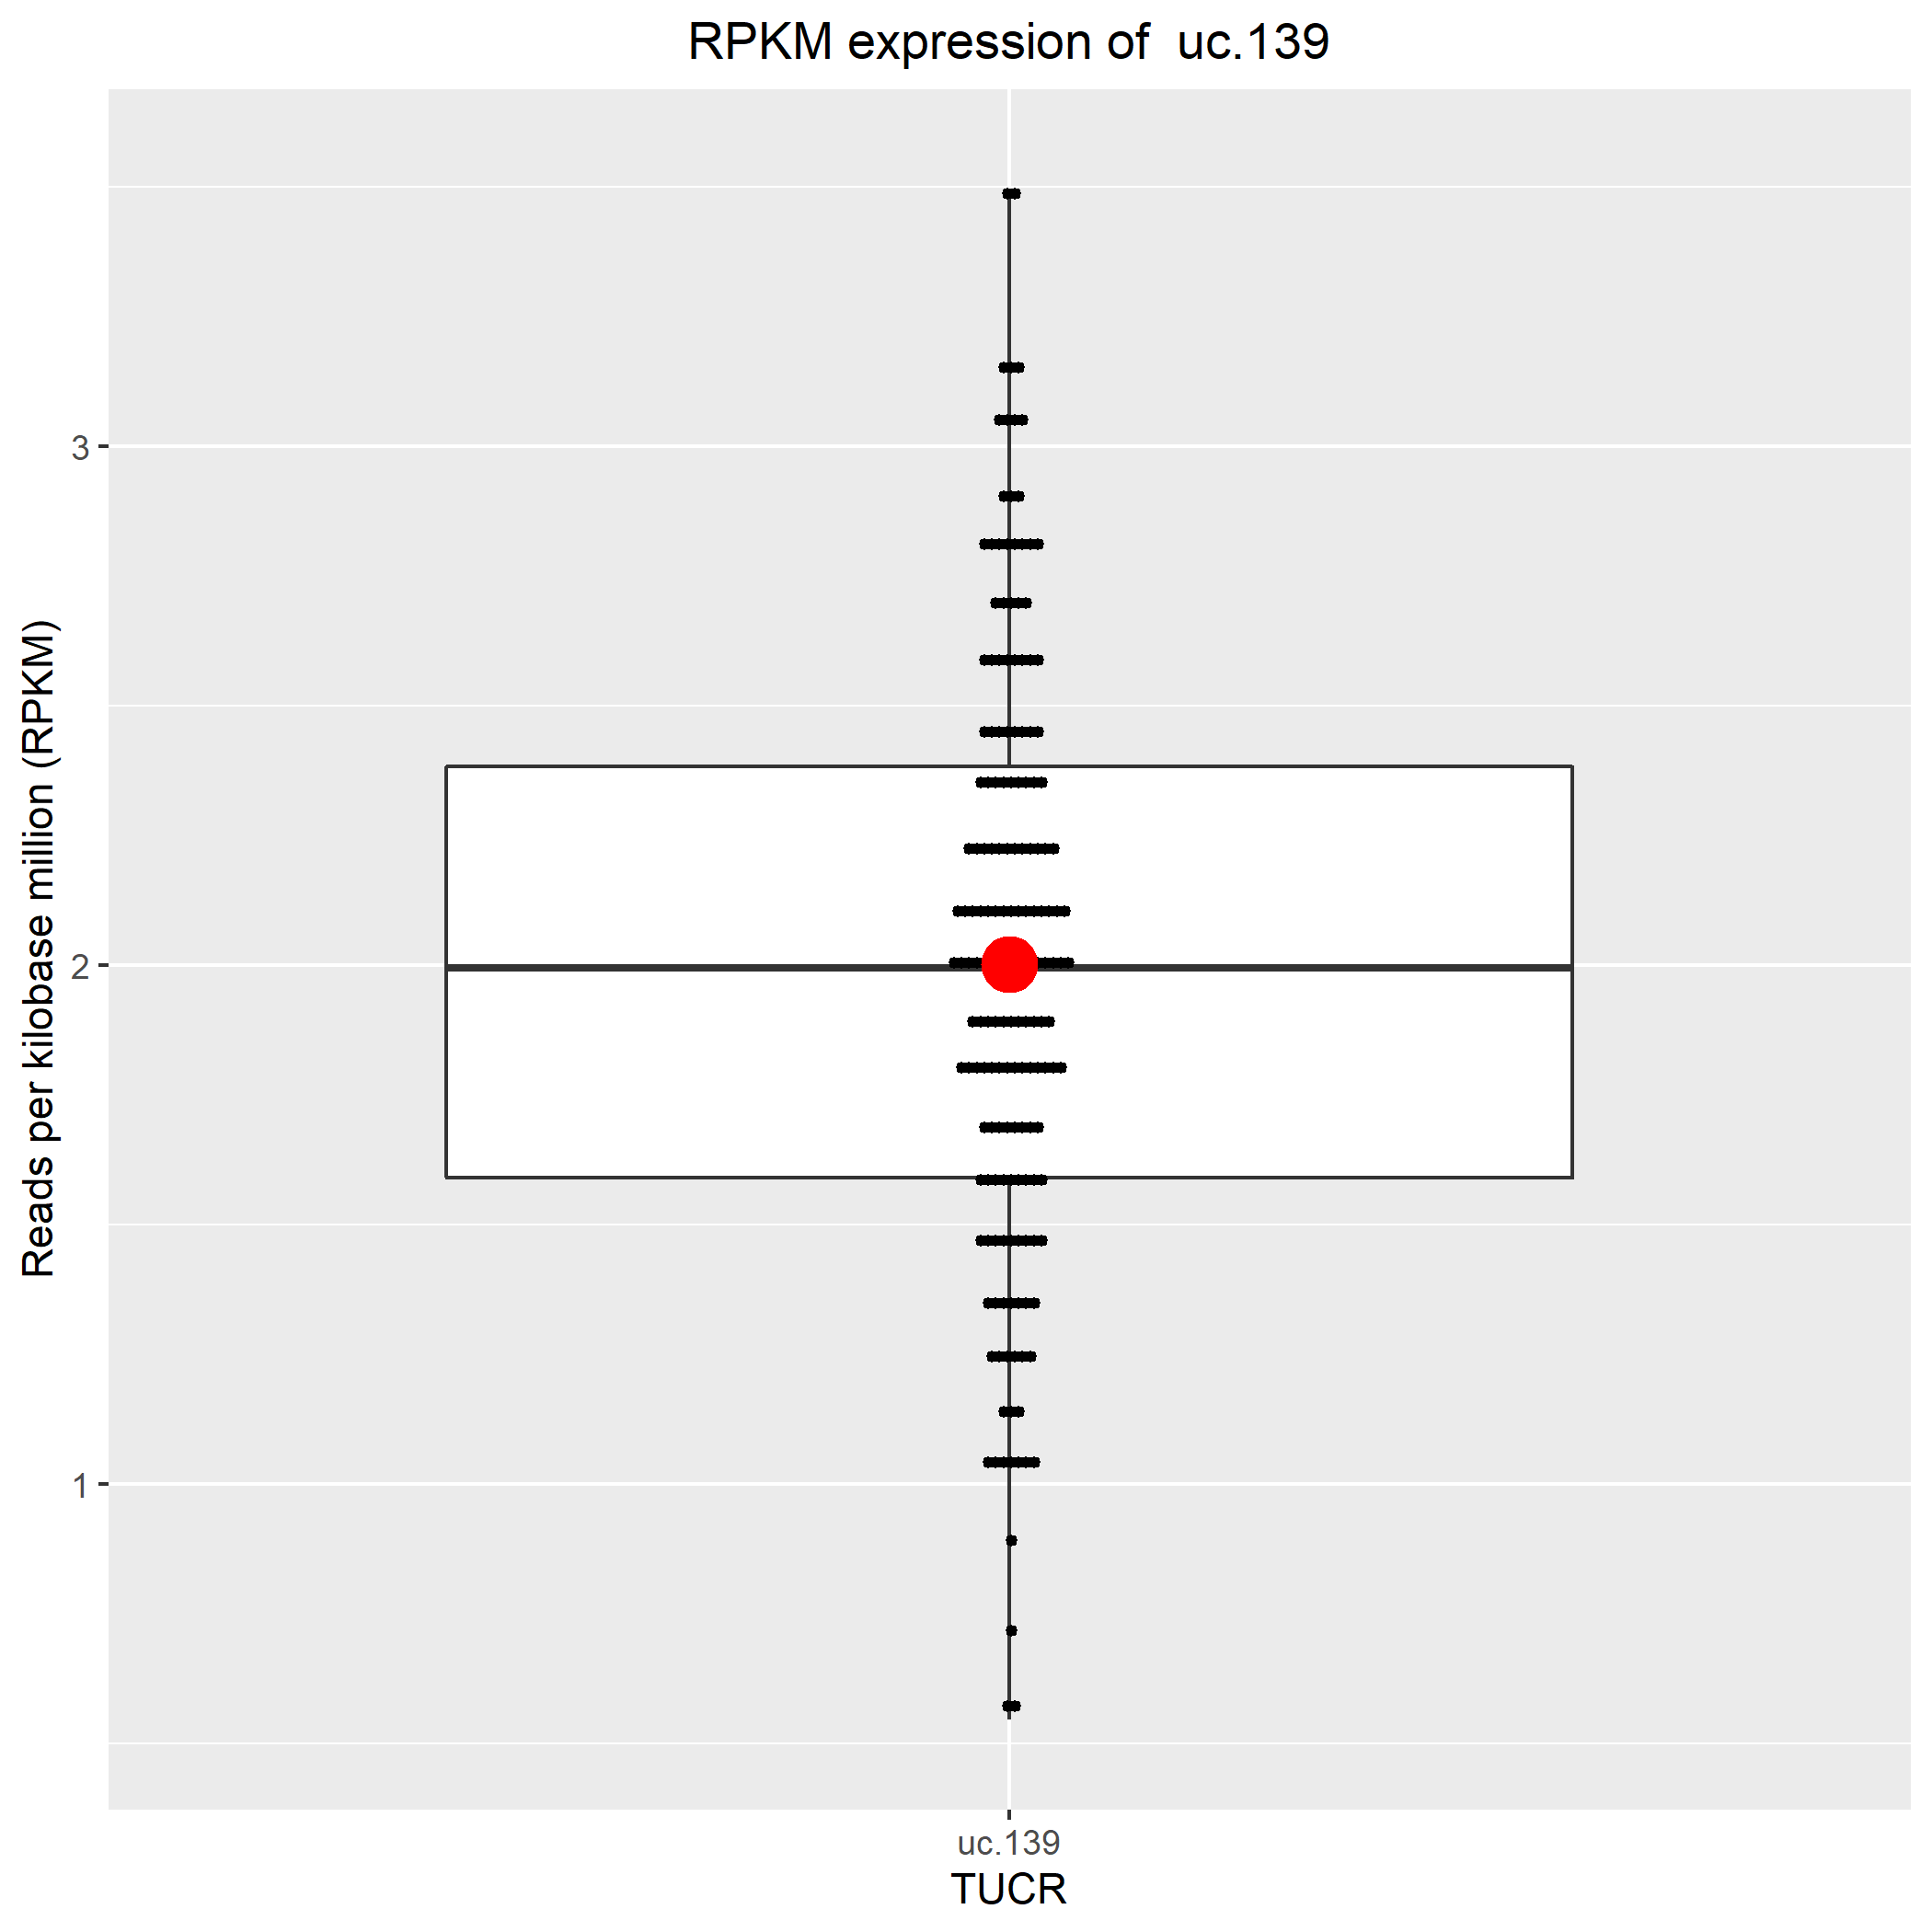 RPKM expression of  uc.139
Reads per kilobase million (RPKM)
3
2
1
uc.139
TUCR